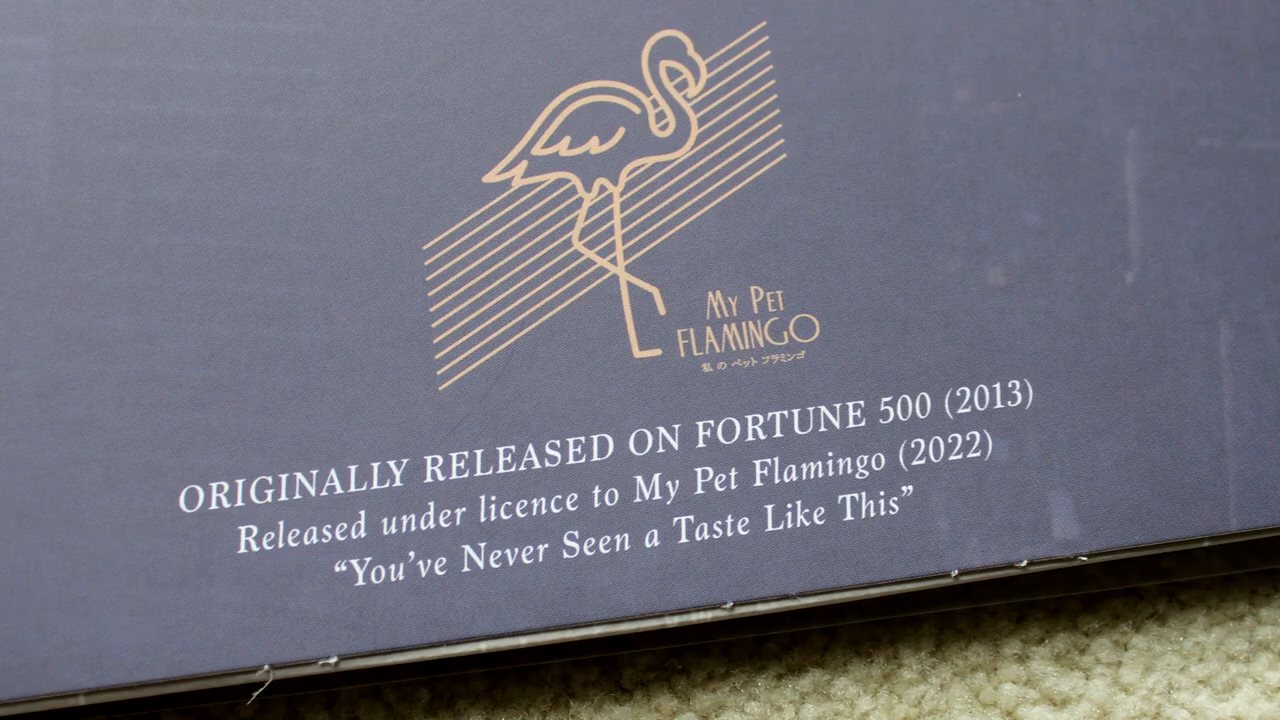 My Pet
FLAMINGO
私 の ペット フラミンゴ
ORIGINALLY RELEASED ON FORTUNE 500 (2013)
Released under licence to My Pet Flamingo (2022)
“You’ve Never Seen a Taste Like This”